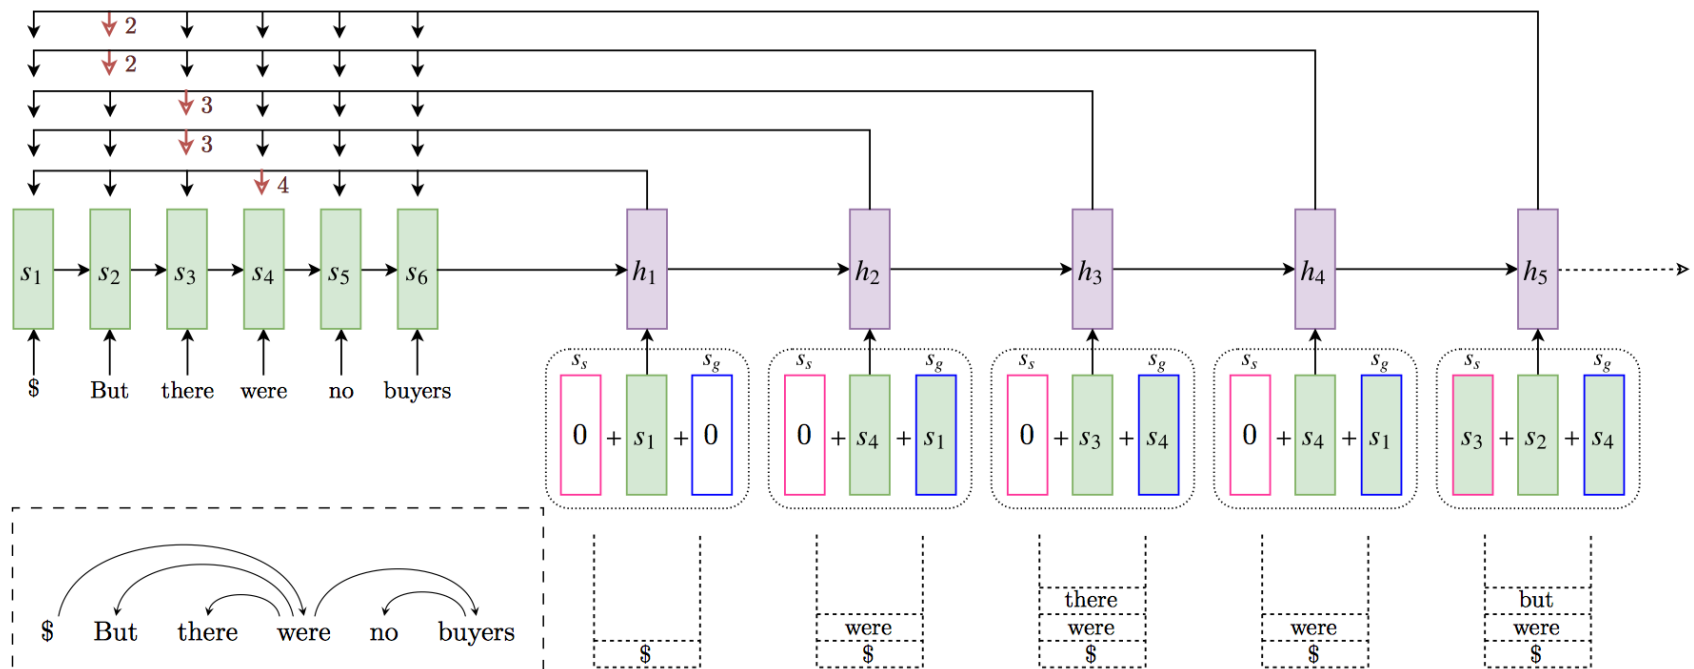 2
2
3
3
4
s1 s2 s3 s4 s5 s6 h1 h2 h3 h4 h5
$ But there were no buyers
ss sg ss sg ss sg ss sg ss sg
0 + s1 + 0 0 + s4 + s1 0 + s3 + s4 0 + s4 + s1 s3 + s2 + s4
$ But there were no buyers
$
were
$
there
were
$
were
$
but
were
$